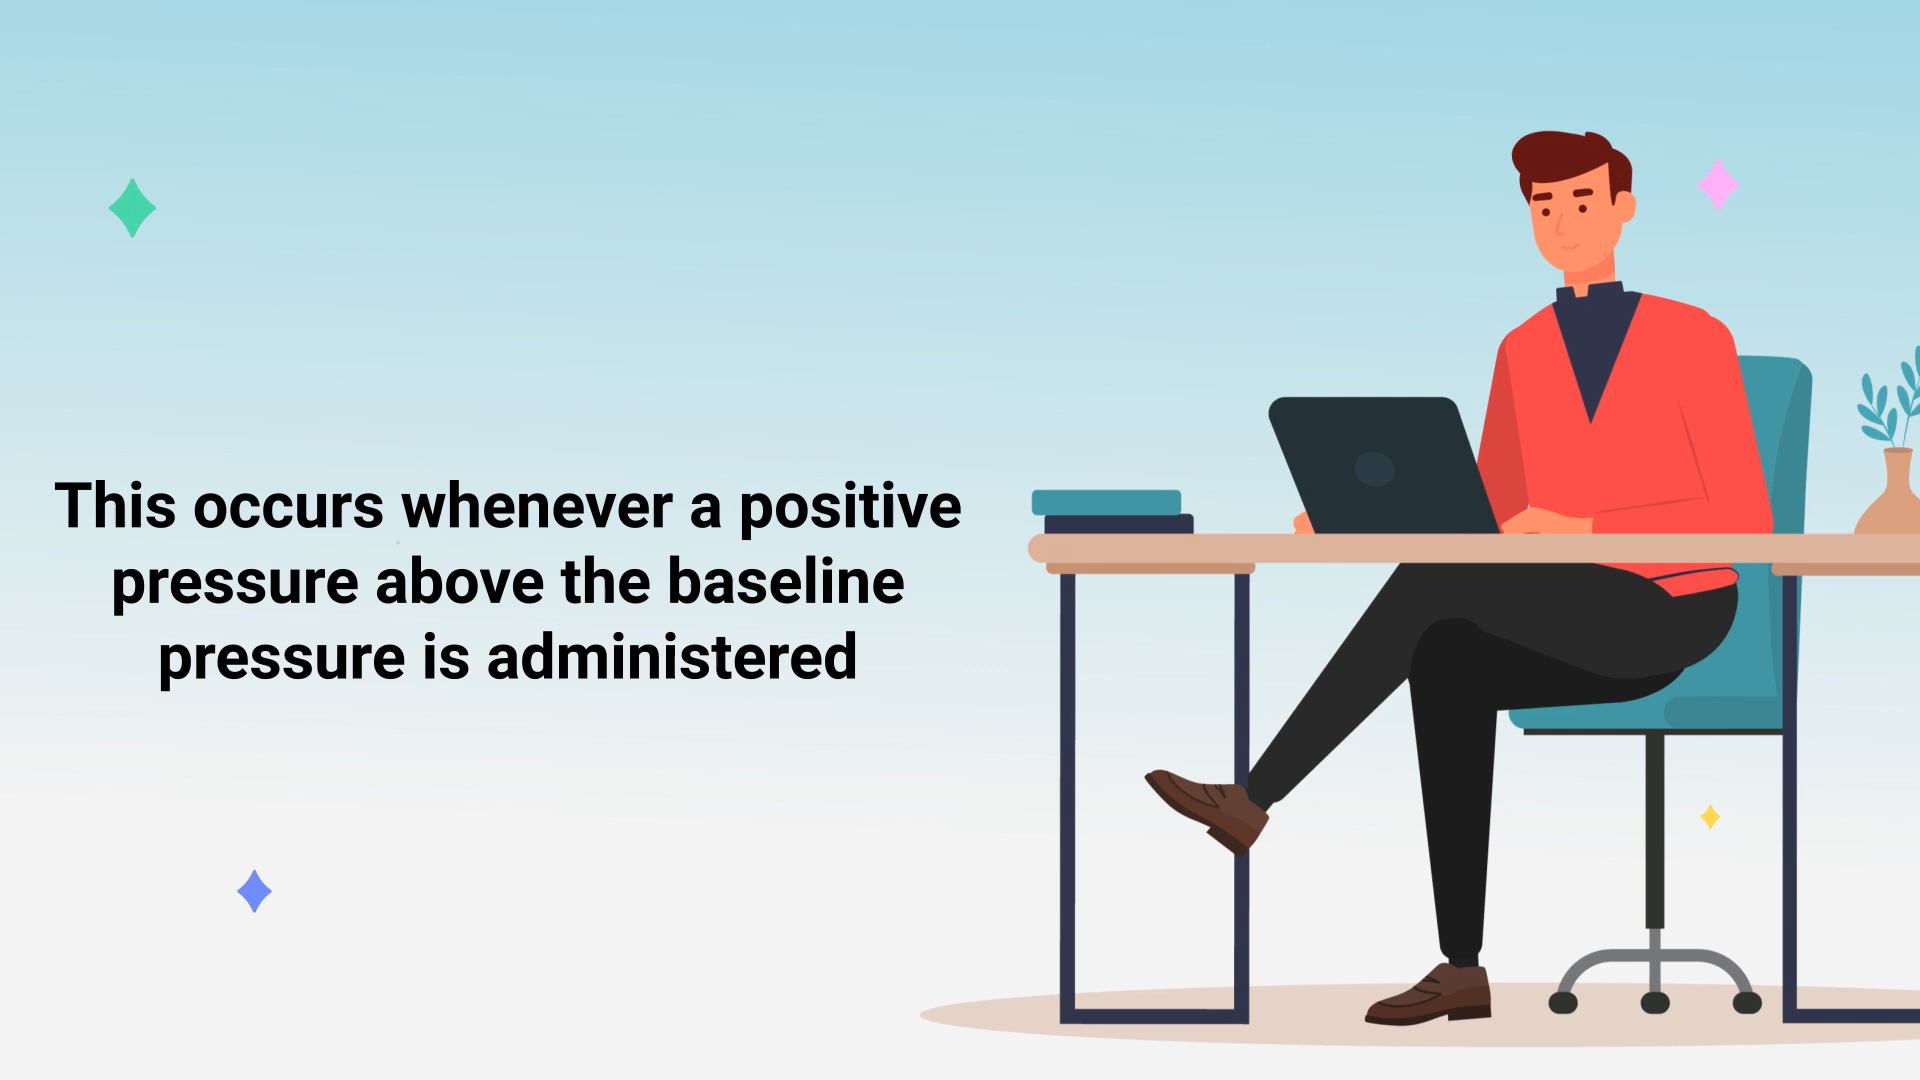 This occurs whenever a positive
pressure above the baseline
pressure is administered